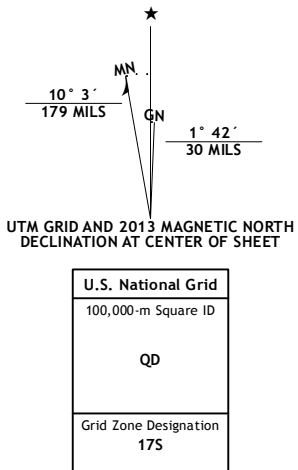 ★
MN
GN
10° 3´
179 MILS
1° 42´
30 MILS
UTM GRID AND 2013 MAGNETIC NORTH
DECLINATION AT CENTER OF SHEET
U.S. National Grid
100,000-m Square ID
QD
Grid Zone Designation
17S